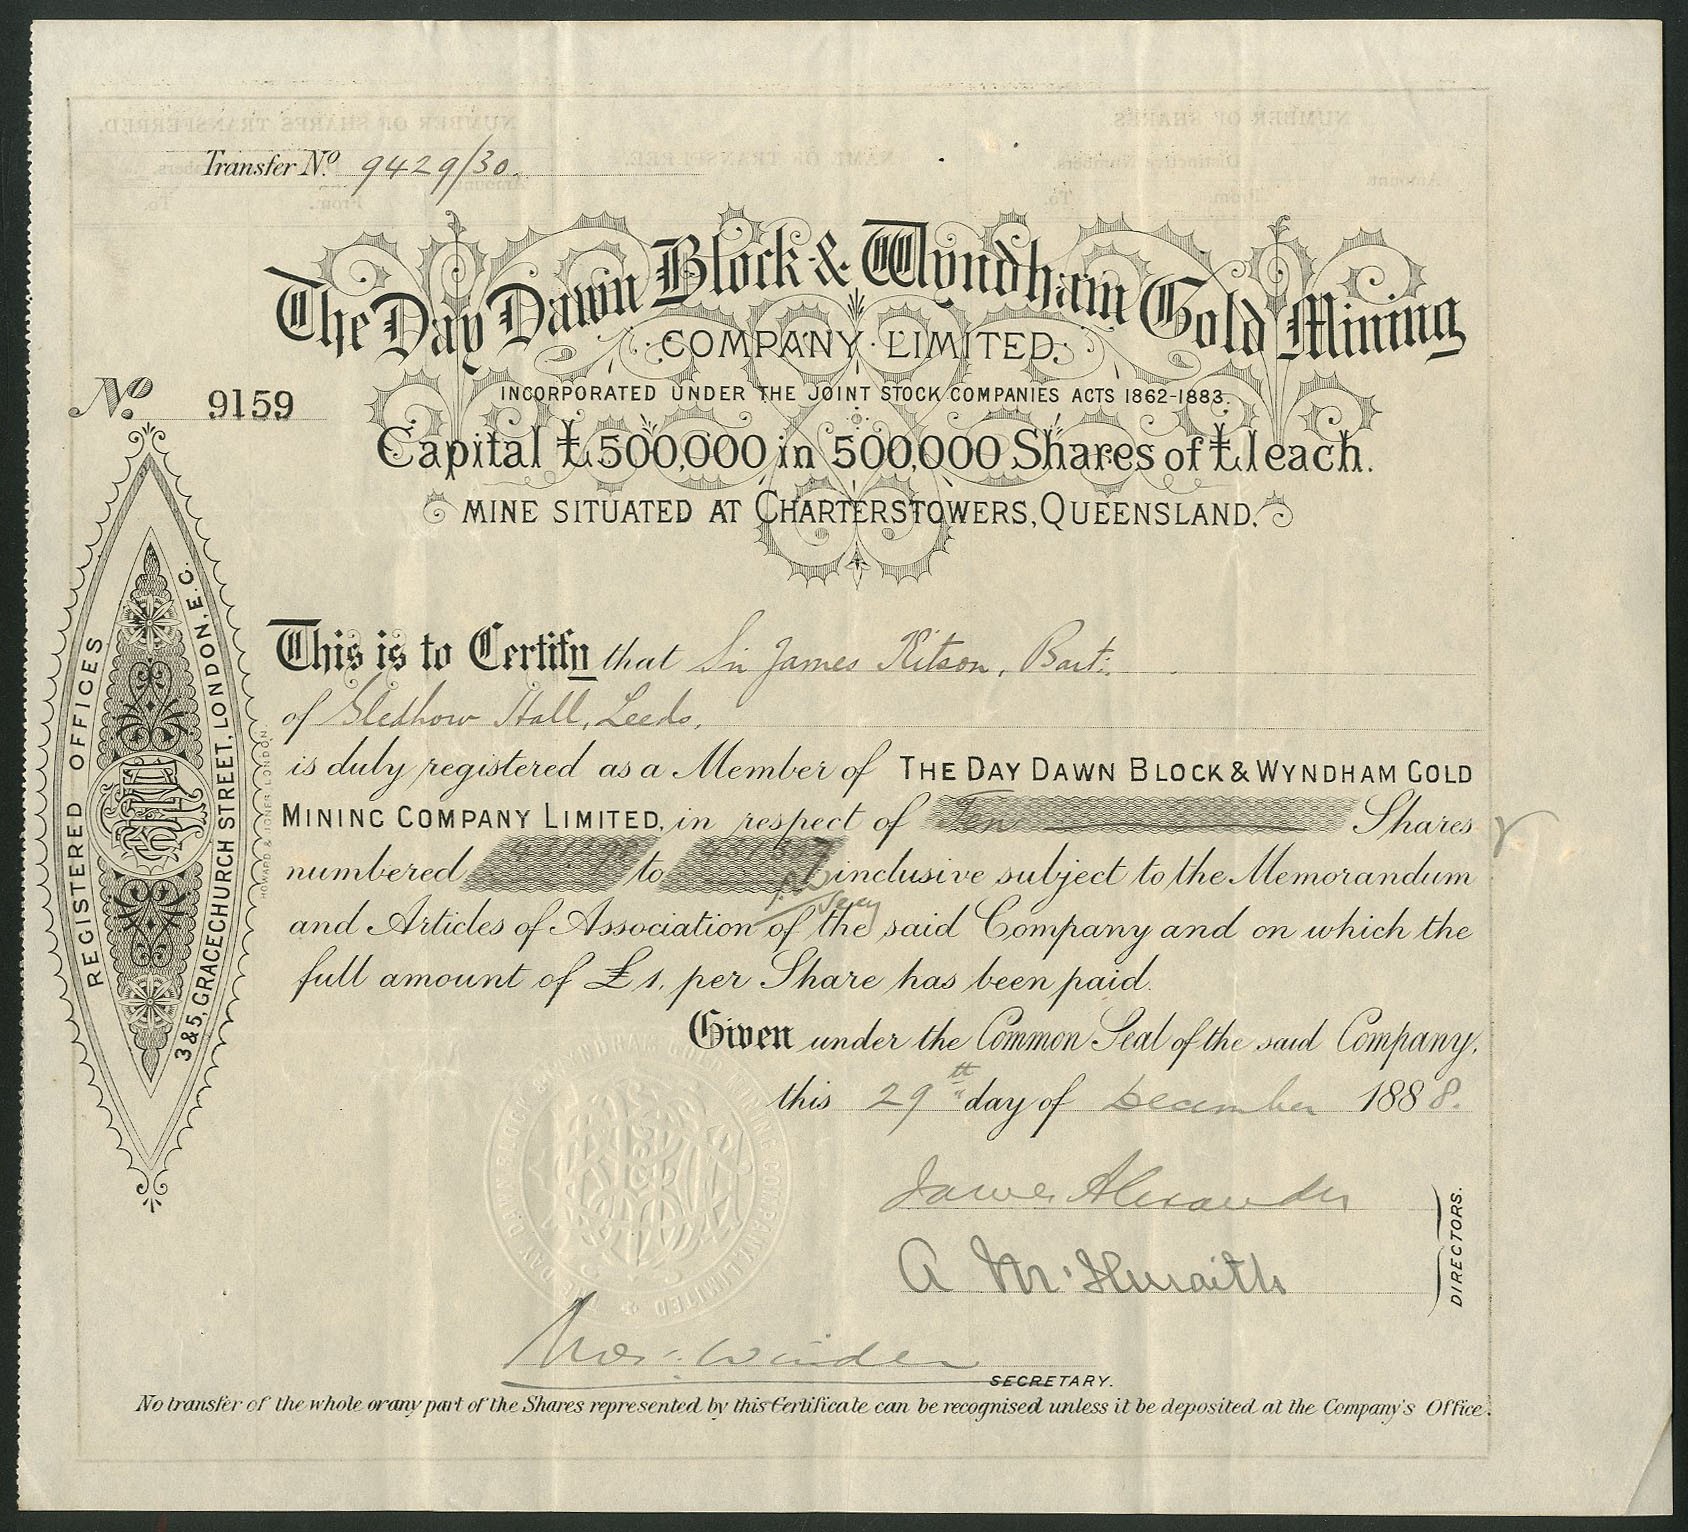 Transfer No. 9429/30.
The Day Dawn Block & Wyndham Gold Mining
COMPANY LIMITED.
INCORPORATED UNDER THE JOINT STOCK COMPANIES ACTS 1862-1883.
No. 9159
Capital £500,000 in 500,000 Shares of £1 each.
MINE SITUATED AT CHARTERSTOWERS, QUEENSLAND.
REGISTERED OFFICES
3 & 5, GRACECHURCH STREET, LONDON, E.C.
HOWARD & JONES LONDON.
This is to Certify that Sir James Kitson, Bart:
of Gledhow Hall, Leeds.
is duly registered as a Member of THE DAY DAWN BLOCK & WYNDHAM GOLD
MINING COMPANY LIMITED, in respect of Ten Shares
numbered to inclusive subject to the Memorandum
and Articles of Association of the said Company and on which the
full amount of £1. per Share has been paid.
Given under the Common Seal of the said Company,
this 29th day of December 1888.
James Alexander
DIRECTORS.
SECRETARY.
No transfer of the whole or any part of the Shares represented by this Certificate can be recognised unless it be deposited at the Company's Office.